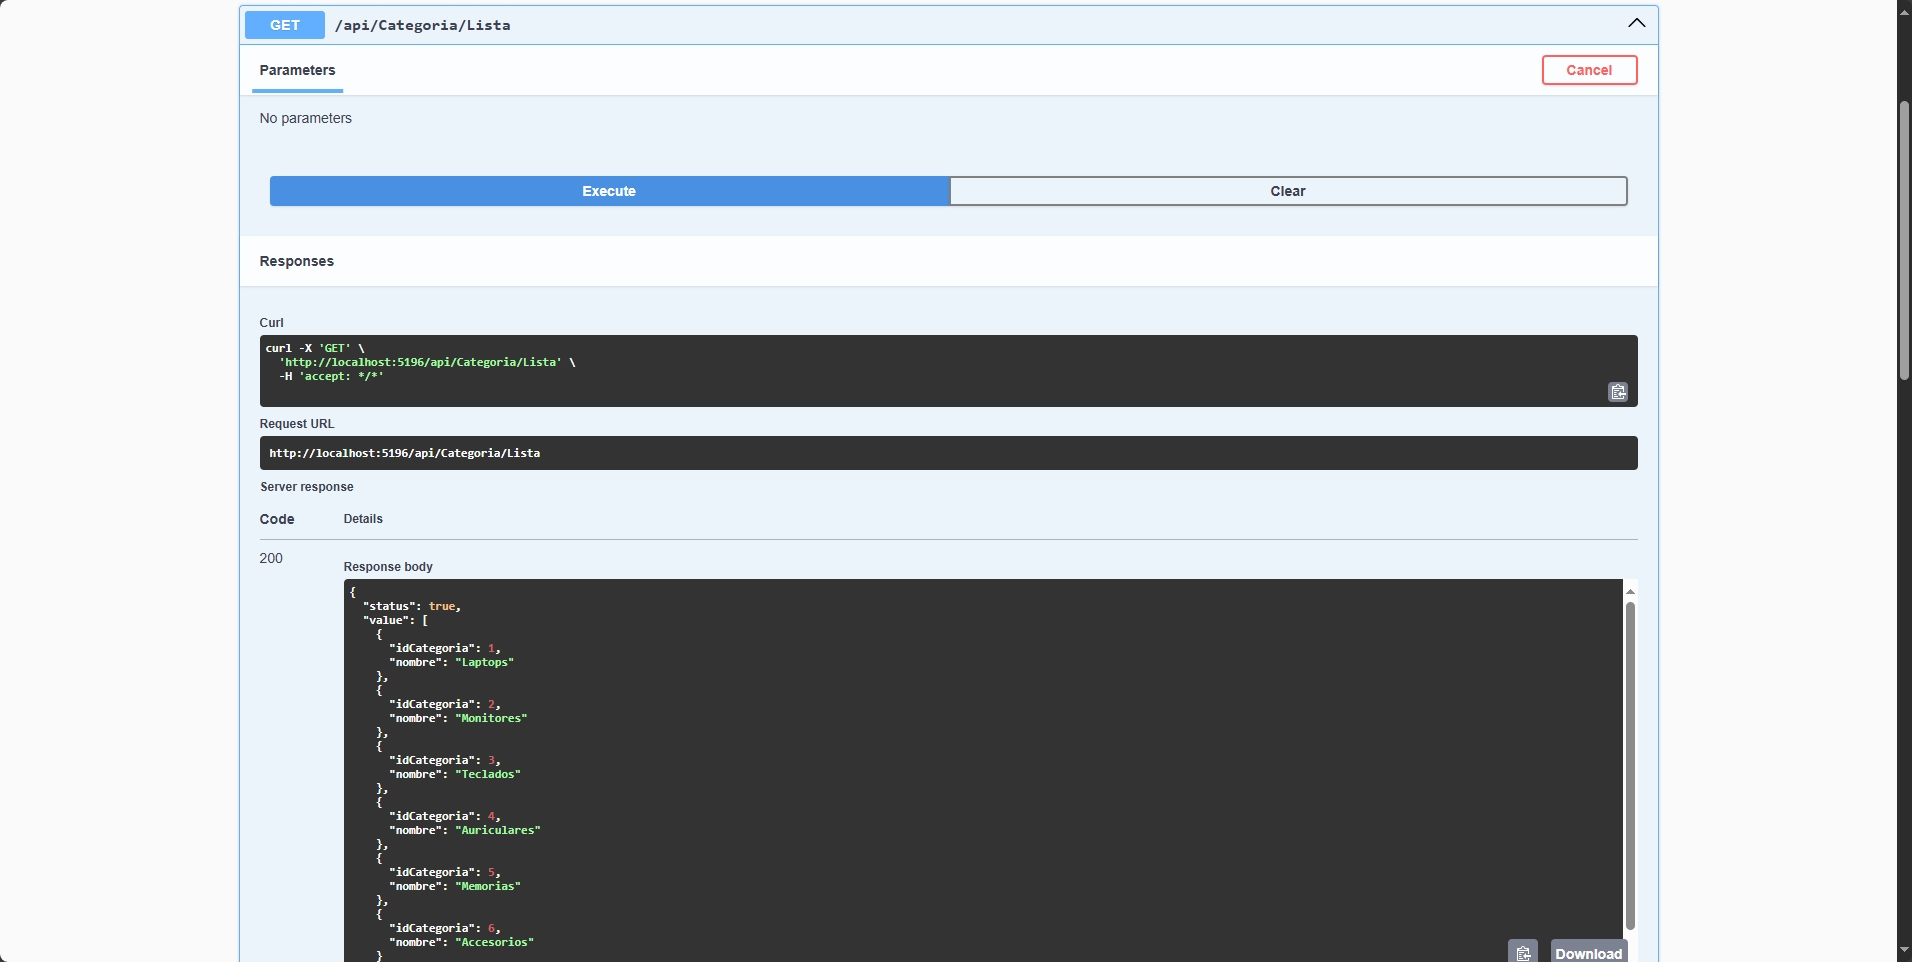 GET /api/Categoria/Lista
Parameters
Cancel
No parameters
Execute
Clear
Responses
Curl
curl -X 'GET' \
  'http://localhost:5196/api/Categoria/Lista' \
  -H 'accept: */*'
Request URL
http://localhost:5196/api/Categoria/Lista
Server response
Code Details
200
Response body
{
  "status": true,
  "value": [
    {
      "idCategoria": 1,
      "nombre": "Laptops"
    },
    {
      "idCategoria": 2,
      "nombre": "Monitores"
    },
    {
      "idCategoria": 3,
      "nombre": "Teclados"
    },
    {
      "idCategoria": 4,
      "nombre": "Auriculares"
    },
    {
      "idCategoria": 5,
      "nombre": "Memorias"
    },
    {
      "idCategoria": 6,
      "nombre": "Accesorios"
    }
Download